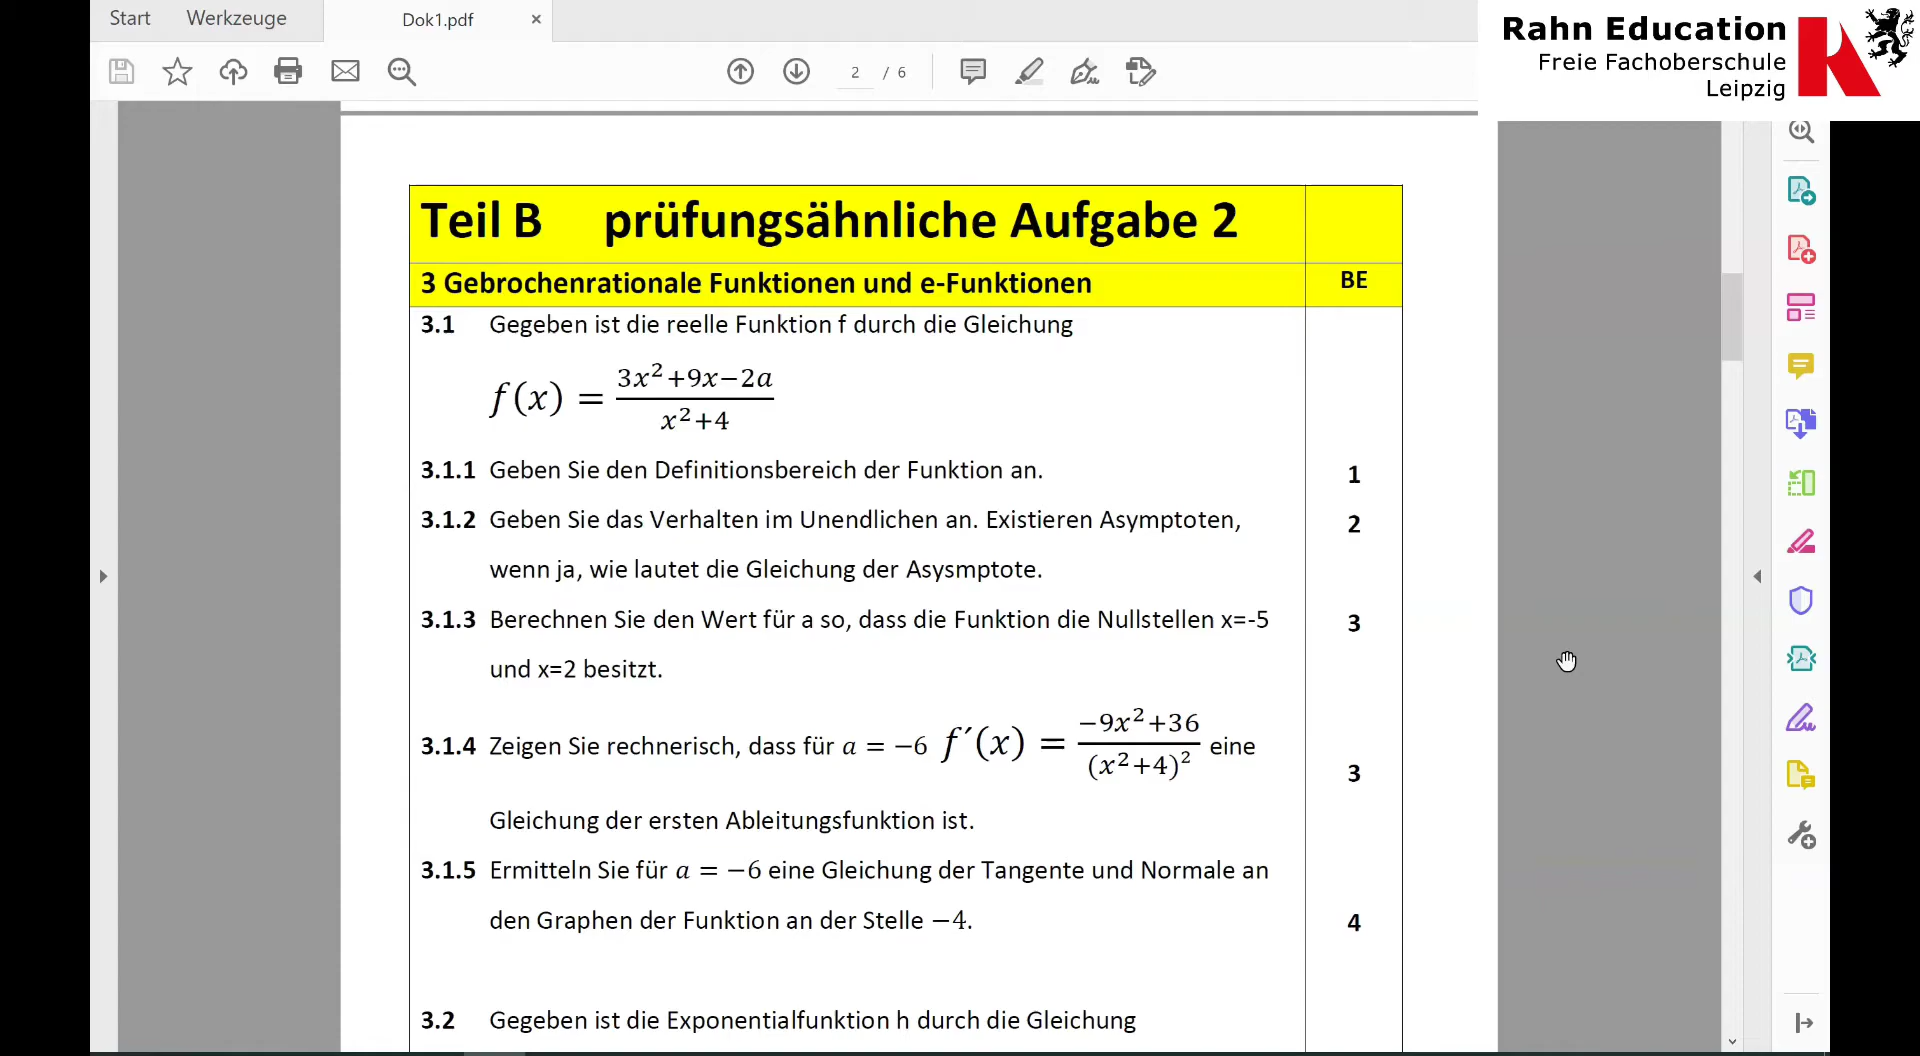 Start Werkzeuge Dok1.pdf ×
2 / 6
Rahn Education
Freie Fachoberschule
Leipzig
Teil B prüfungsähnliche Aufgabe 2
3 Gebrochenrationale Funktionen und e-Funktionen BE
3.1 Gegeben ist die reelle Funktion f durch die Gleichung
f(x) = (3x²+9x−2a)/(x²+4)
3.1.1 Geben Sie den Definitionsbereich der Funktion an. 1
3.1.2 Geben Sie das Verhalten im Unendlichen an. Existieren Asymptoten, 2
wenn ja, wie lautet die Gleichung der Asysmptote.
3.1.3 Berechnen Sie den Wert für a so, dass die Funktion die Nullstellen x=-5 3
und x=2 besitzt.
3.1.4 Zeigen Sie rechnerisch, dass für a = −6 f´(x) = (−9x²+36)/(x²+4)² eine 3
Gleichung der ersten Ableitungsfunktion ist.
3.1.5 Ermitteln Sie für a = −6 eine Gleichung der Tangente und Normale an
den Graphen der Funktion an der Stelle −4. 4
3.2 Gegeben ist die Exponentialfunktion h durch die Gleichung